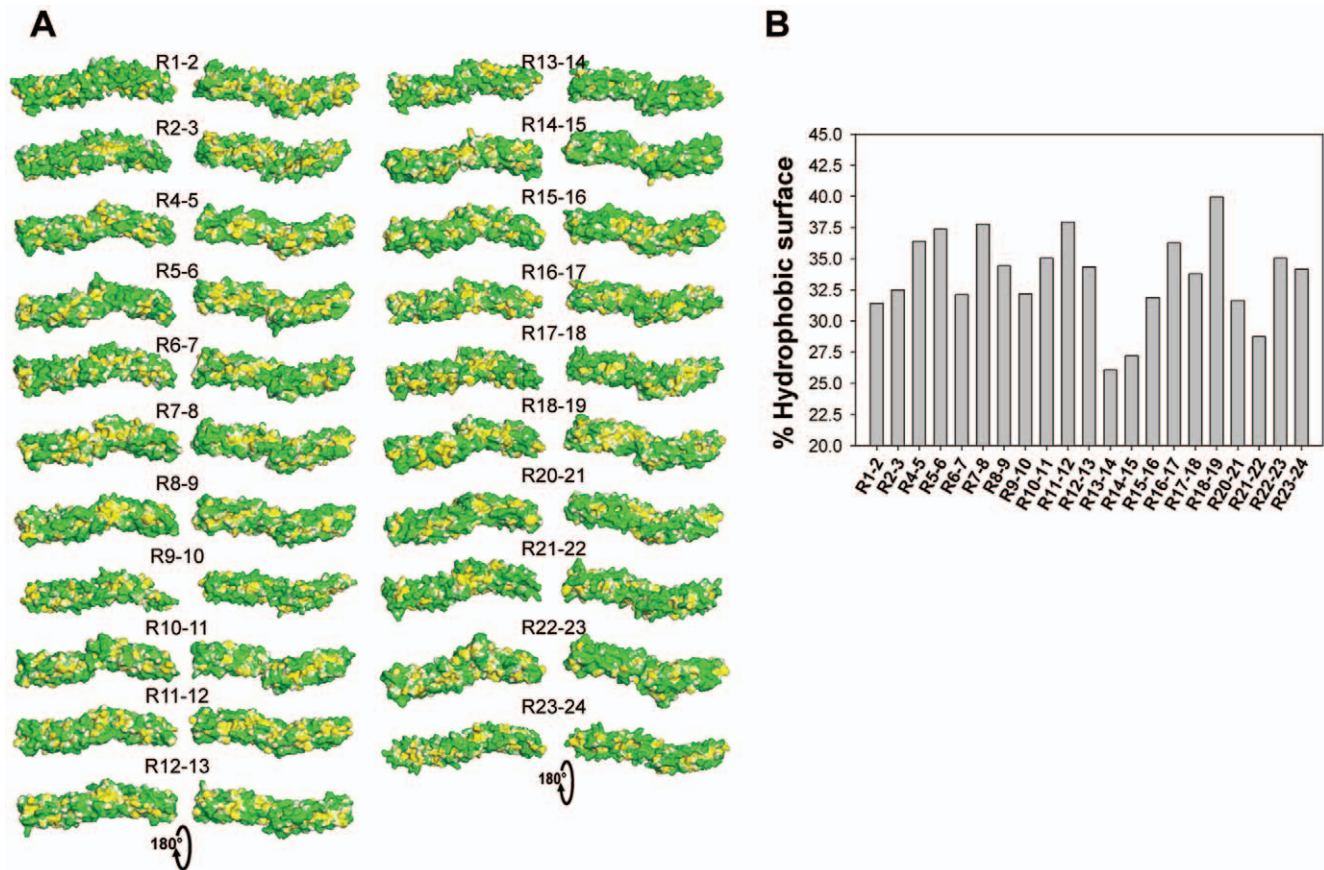 A
R1-2
R2-3
R4-5
R5-6
R6-7
R7-8
R8-9
R9-10
R10-11
R11-12
R12-13
180°
R13-14
R14-15
R15-16
R16-17
R17-18
R18-19
R20-21
R21-22
R22-23
R23-24
180°
B
% Hydrophobic surface
45.0
42.5
40.0
37.5
35.0
32.5
30.0
27.5
25.0
22.5
20.0
R1-2
R2-3
R4-5
R5-6
R6-7
R7-8
R8-9
R9-10
R10-11
R11-12
R12-13
R13-14
R14-15
R15-16
R16-17
R17-18
R18-19
R20-21
R21-22
R22-23
R23-24